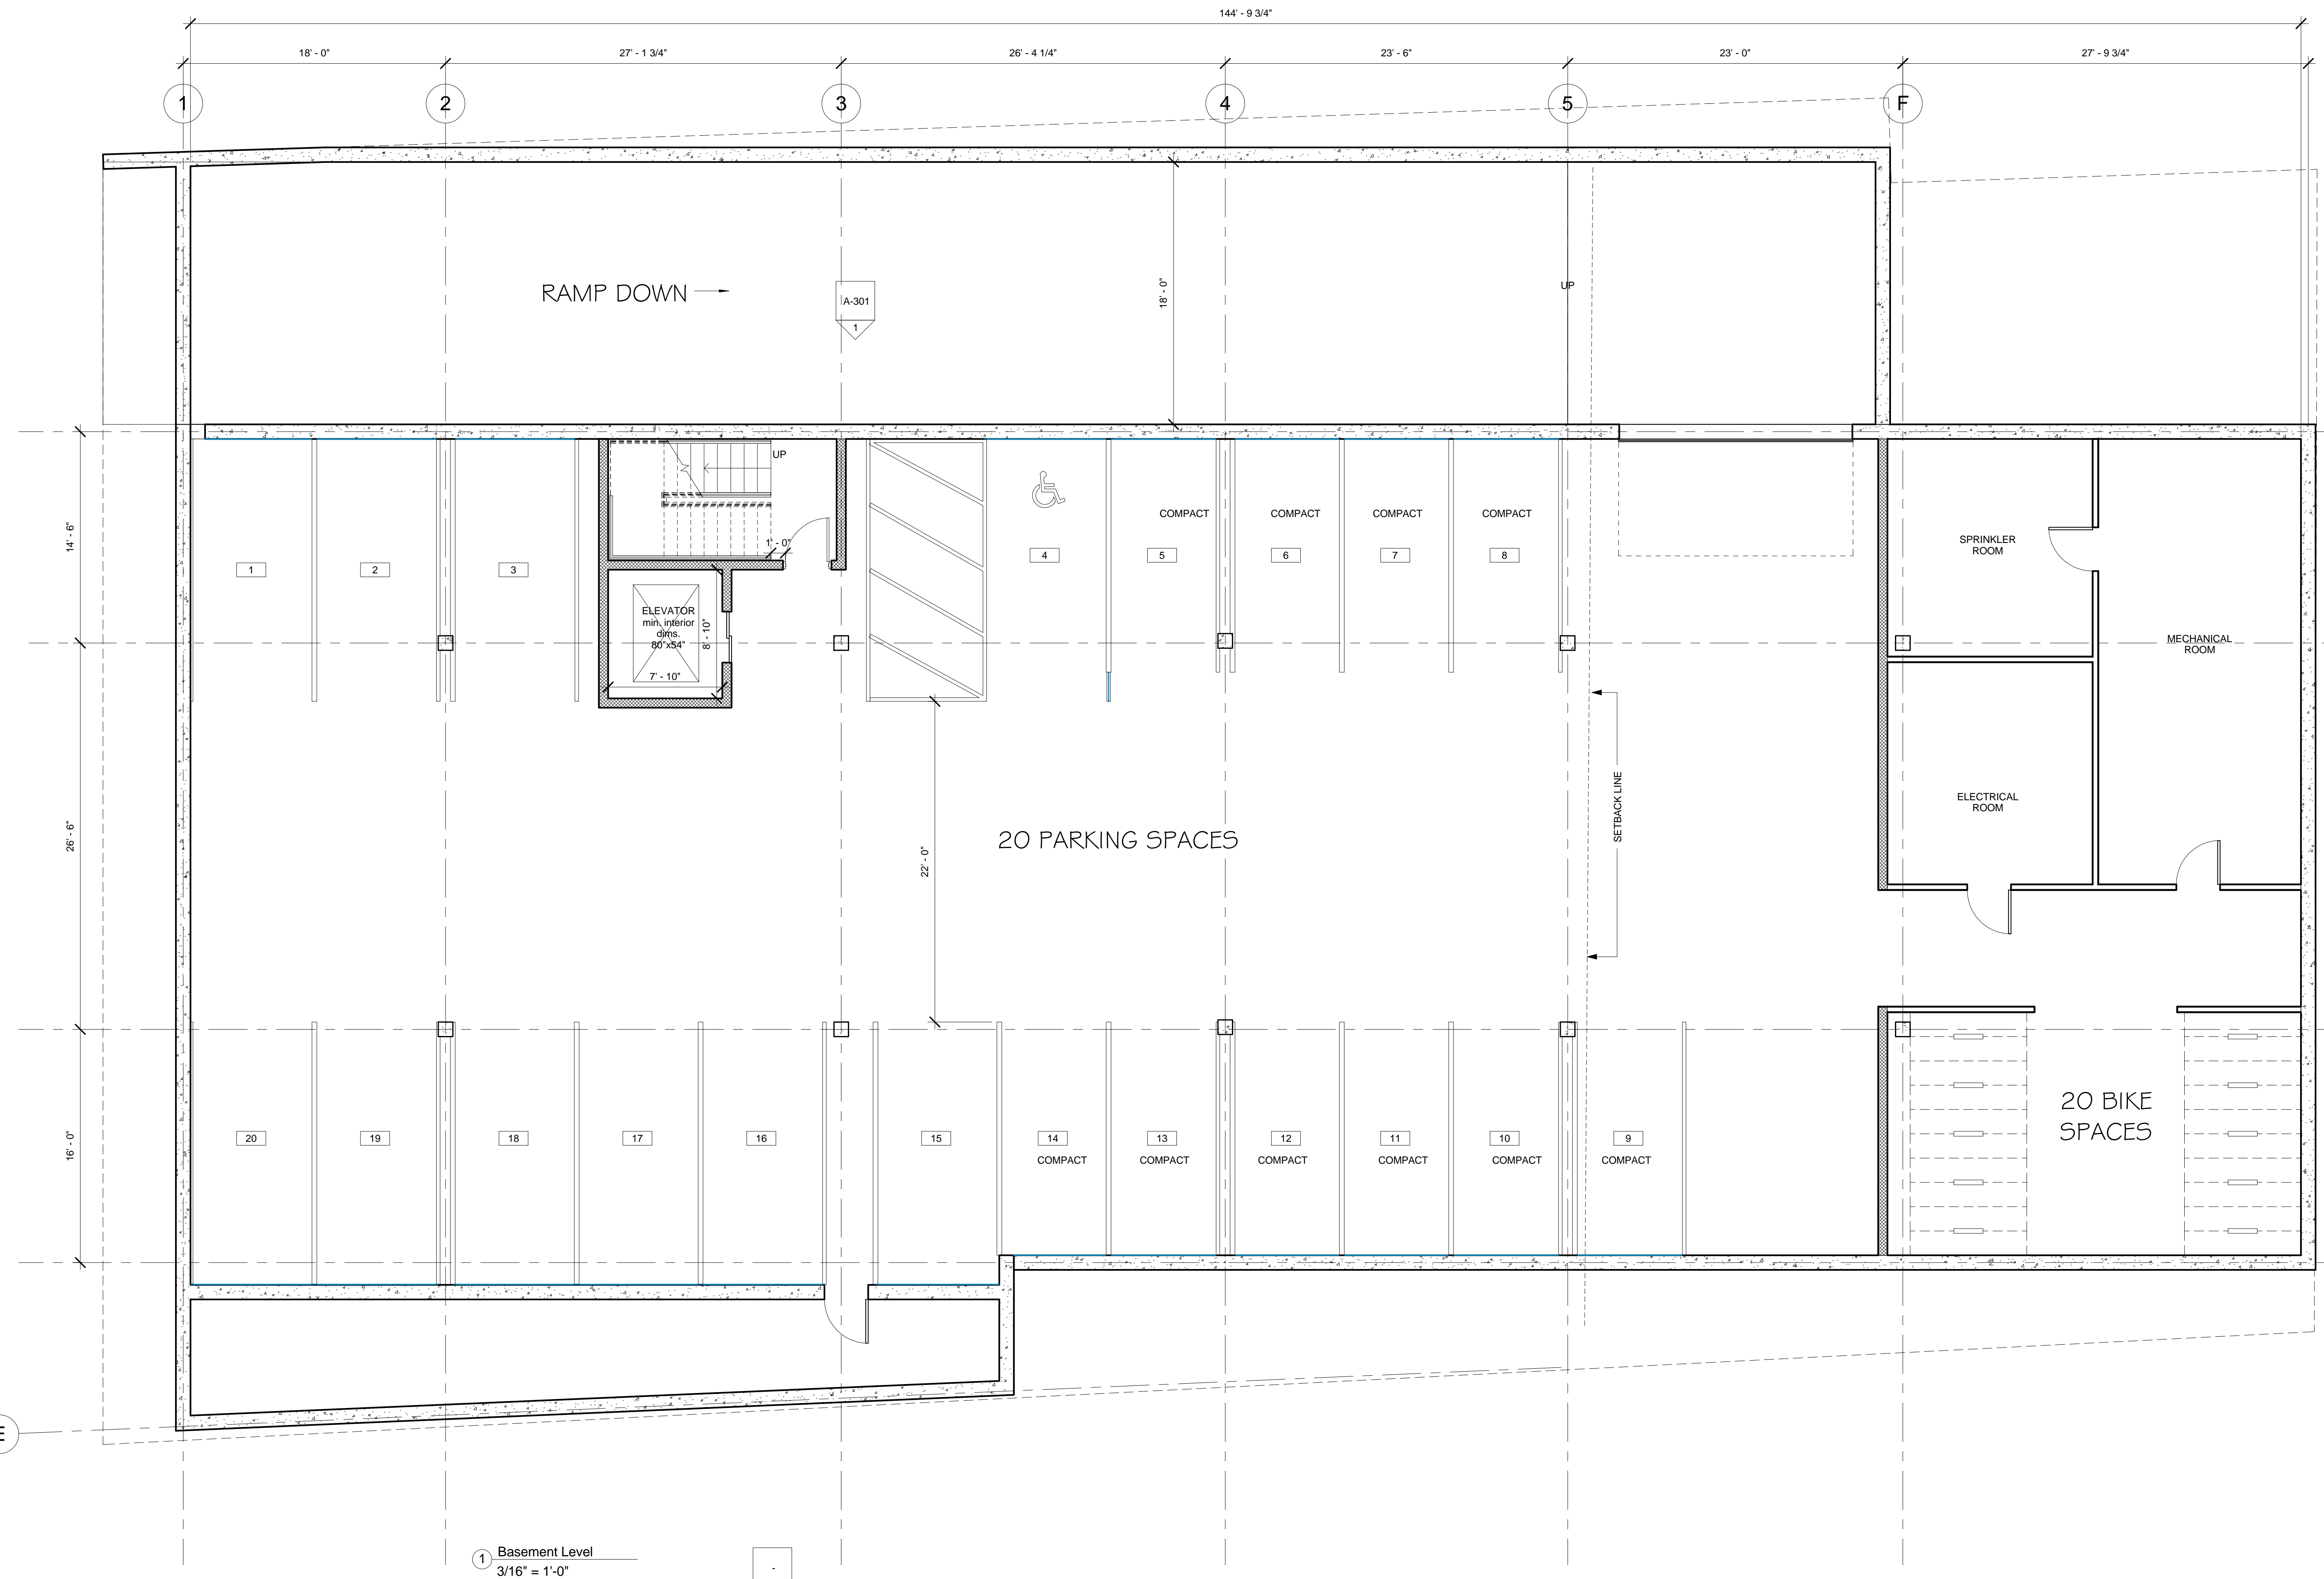 144' - 9 3/4"
18' - 0"
27' - 1 3/4"
26' - 4 1/4"
23' - 6"
23' - 0"
27' - 9 3/4"
1
2
3
4
5
F
RAMP DOWN
A-301
1
18' - 0"
UP
UP
14' - 6"
1' - 0"
1
2
3
ELEVATOR
min. interior
dims.
80"x54"
8' - 10"
7' - 10"
4
COMPACT
5
COMPACT
6
COMPACT
7
COMPACT
8
SPRINKLER
ROOM
MECHANICAL
ROOM
ELECTRICAL
ROOM
26' - 6"
22' - 0"
20 PARKING SPACES
SETBACK LINE
16' - 0"
20
19
18
17
16
15
14
COMPACT
13
COMPACT
12
COMPACT
11
COMPACT
10
COMPACT
9
COMPACT
20 BIKE
SPACES
E
1
Basement Level
3/16" = 1'-0"
-